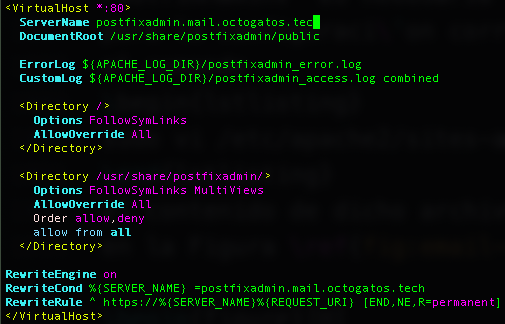 <VirtualHost *:80>
ServerName postfixadmin.mail.octogatos.tec
DocumentRoot /usr/share/postfixadmin/public
ErrorLog ${APACHE_LOG_DIR}/postfixadmin_error.log
CustomLog ${APACHE_LOG_DIR}/postfixadmin_access.log combined
<Directory />
Options FollowSymLinks
AllowOverride All
</Directory>
<Directory /usr/share/postfixadmin/>
Options FollowSymLinks MultiViews
AllowOverride All
Order allow,deny
allow from all
</Directory>
RewriteEngine on
RewriteCond %{SERVER_NAME} =postfixadmin.mail.octogatos.tech
RewriteRule ^ https://%{SERVER_NAME}%{REQUEST_URI} [END,NE,R=permanent]
</VirtualHost>